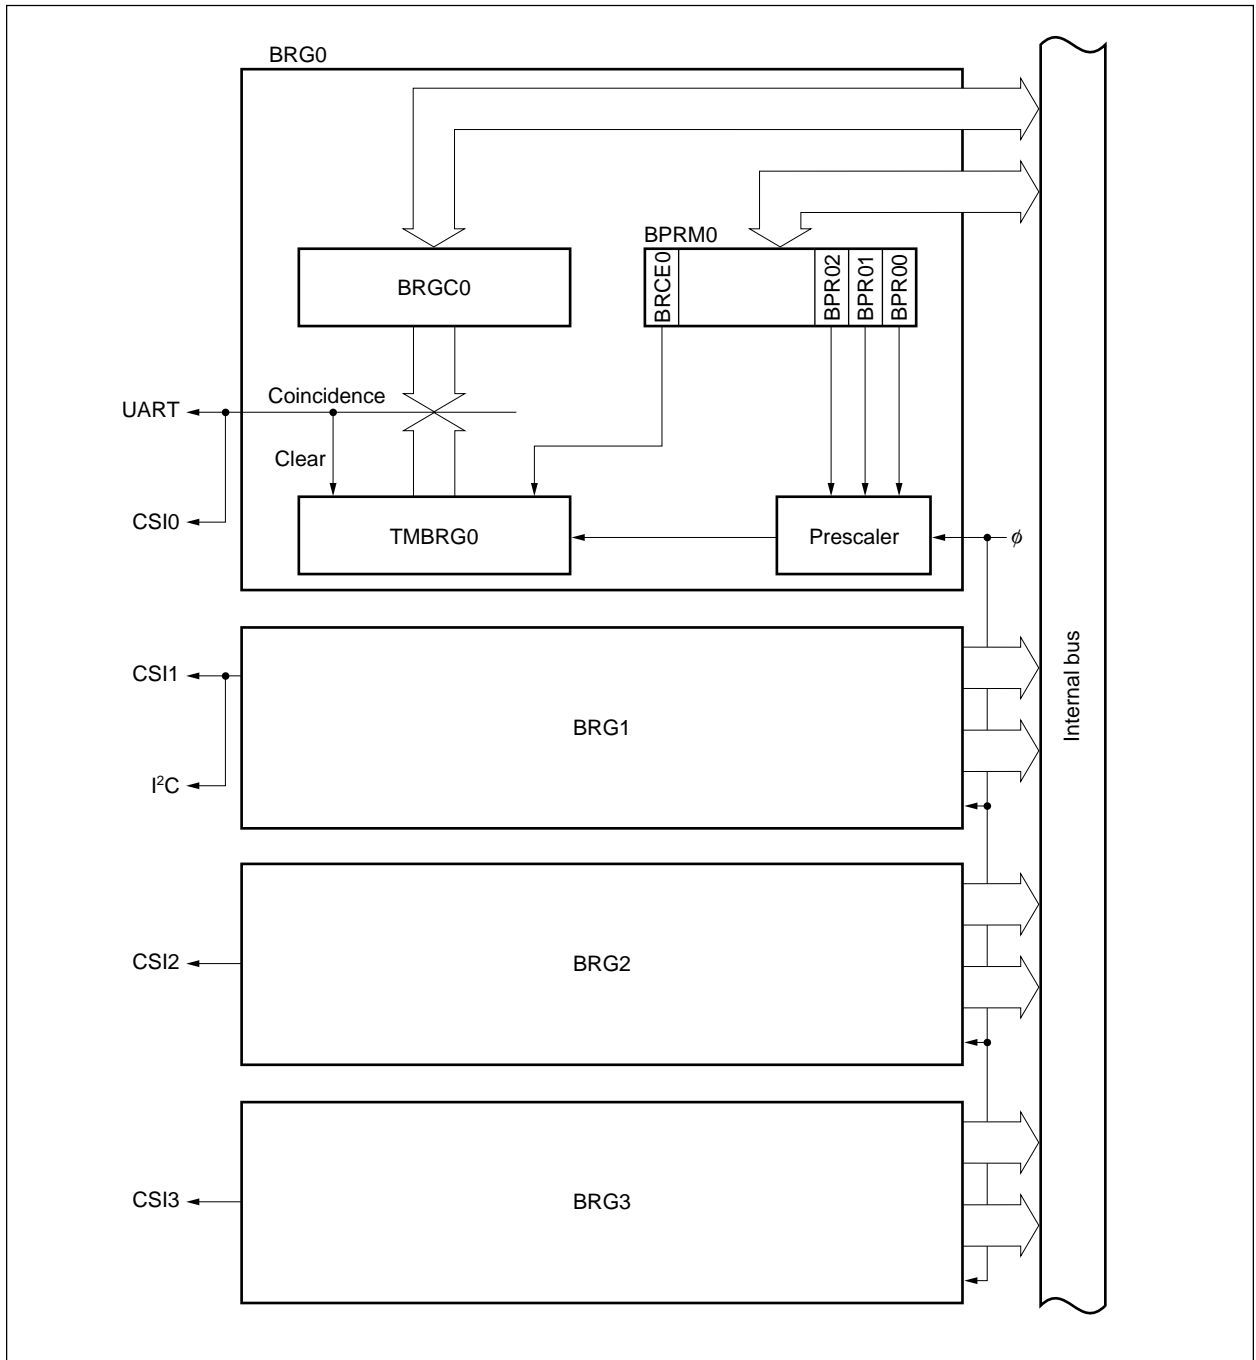 BRG0
BPRM0
BRGC0
BRCE0
BPR02
BPR01
BPR00
Coincidence
UART
Clear
CSI0
TMBRG0
Prescaler
ϕ
Internal bus
CSI1
BRG1
I²C
CSI2
BRG2
CSI3
BRG3